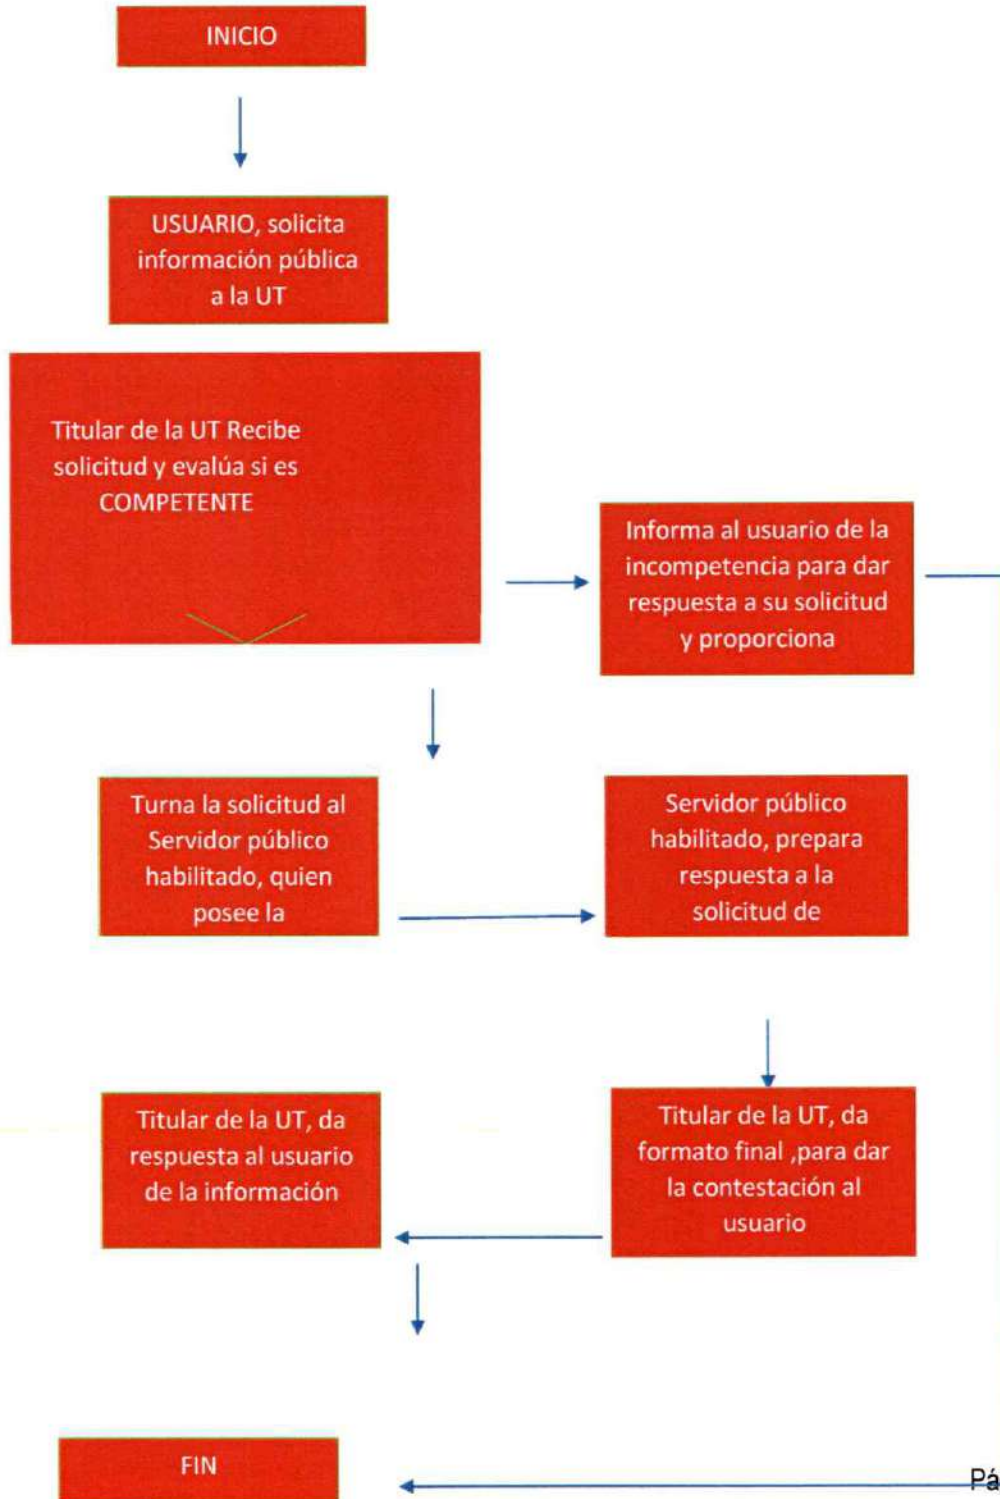 INICIO
USUARIO, solicita
información pública
a la UT
Titular de la UT Recibe
solicitud y evalúa si es
COMPETENTE
Informa al usuario de la
incompetencia para dar
respuesta a su solicitud
y proporciona
Turna la solicitud al
Servidor público
habilitado, quien
posee la
Servidor público
habilitado, prepara
respuesta a la
solicitud de
Titular de la UT, da
respuesta al usuario
de la información
Titular de la UT, da
formato final ,para dar
la contestación al
usuario
FIN
Pá